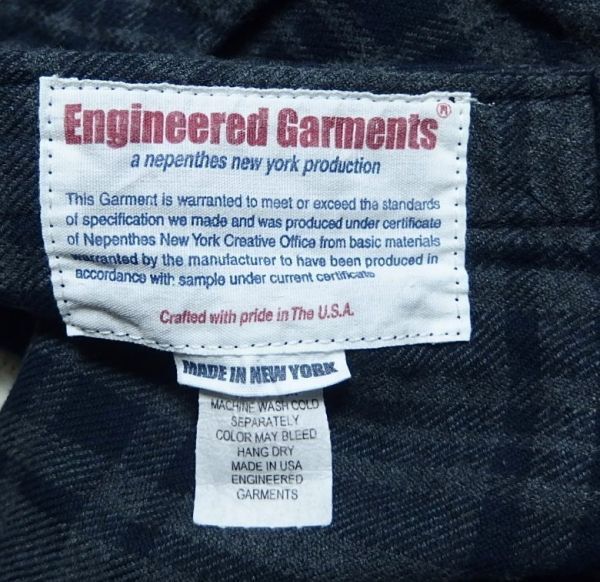 Engineered Garments®
a nepenthes new york production
This Garment is warranted to meet or exceed the standards
of specification we made and was produced under certificate
of Nepenthes New York Creative Office from basic materials
warranted by the manufacturer to have been produced in
accordance with sample under current certificate
Crafted with pride in The U.S.A.
MADE IN NEW YORK
MACHINE WASH COLD
SEPARATELY
COLOR MAY BLEED
HANG DRY
MADE IN USA
ENGINEERED
GARMENTS